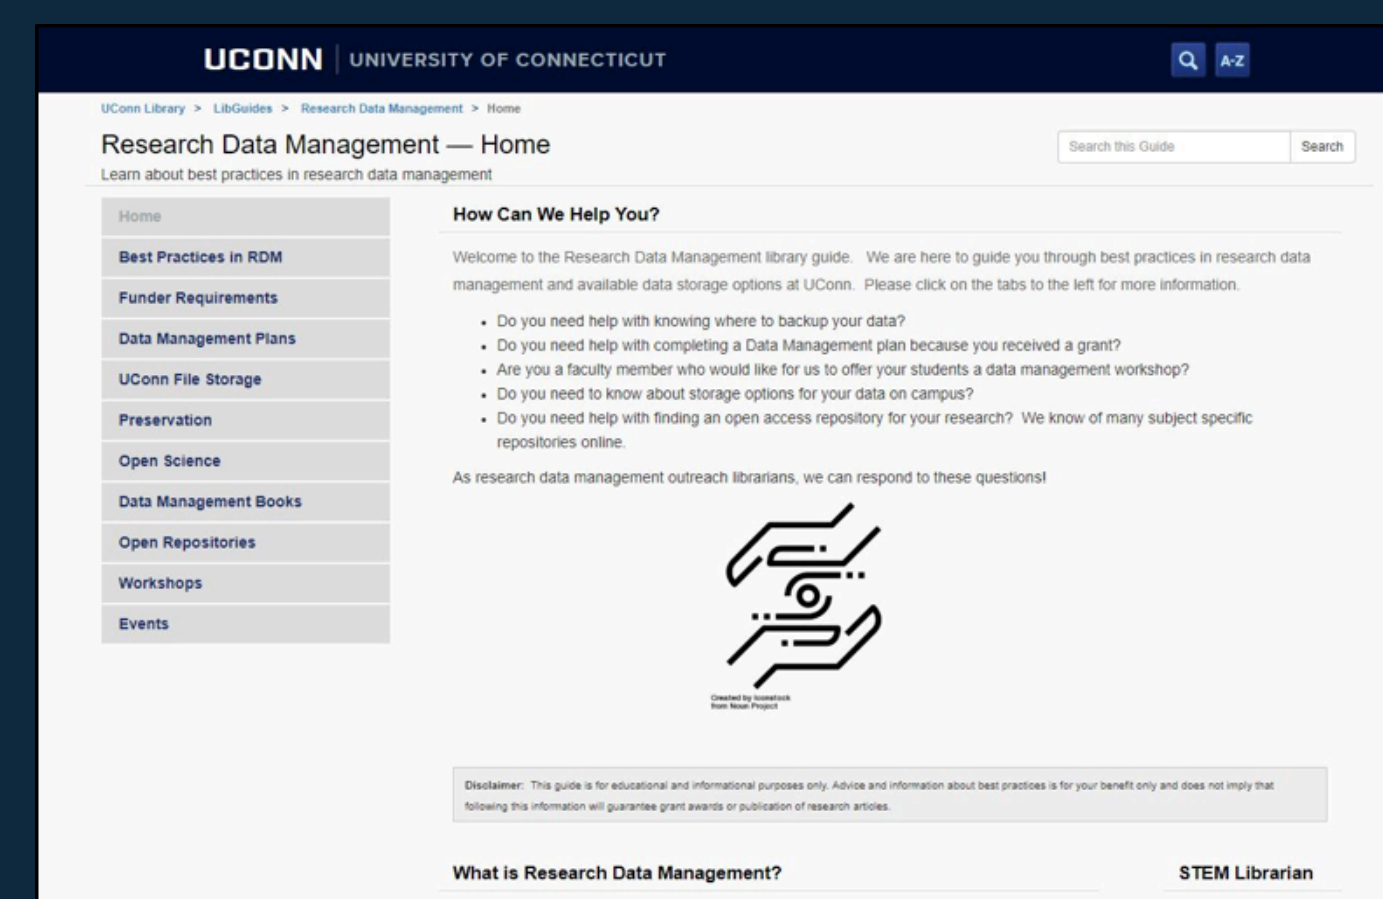 UCONN UNIVERSITY OF CONNECTICUT
A-Z
UConn Library > LibGuides > Research Data Management > Home
Research Data Management — Home
Learn about best practices in research data management
Search this Guide
Search
Home
Best Practices in RDM
Funder Requirements
Data Management Plans
UConn File Storage
Preservation
Open Science
Data Management Books
Open Repositories
Workshops
Events
How Can We Help You?
Welcome to the Research Data Management library guide. We are here to guide you through best practices in research data
management and available data storage options at UConn. Please click on the tabs to the left for more information.
• Do you need help with knowing where to backup your data?
• Do you need help with completing a Data Management plan because you received a grant?
• Are you a faculty member who would like for us to offer your students a data management workshop?
• Do you need to know about storage options for your data on campus?
• Do you need help with finding an open access repository for your research? We know of many subject specific
repositories online.
As research data management outreach librarians, we can respond to these questions!
Created by Iconstock
from Noun Project
Disclaimer: This guide is for educational and informational purposes only. Advice and information about best practices is for your benefit only and does not imply that
following this information will guarantee grant awards or publication of research articles.
What is Research Data Management?
STEM Librarian